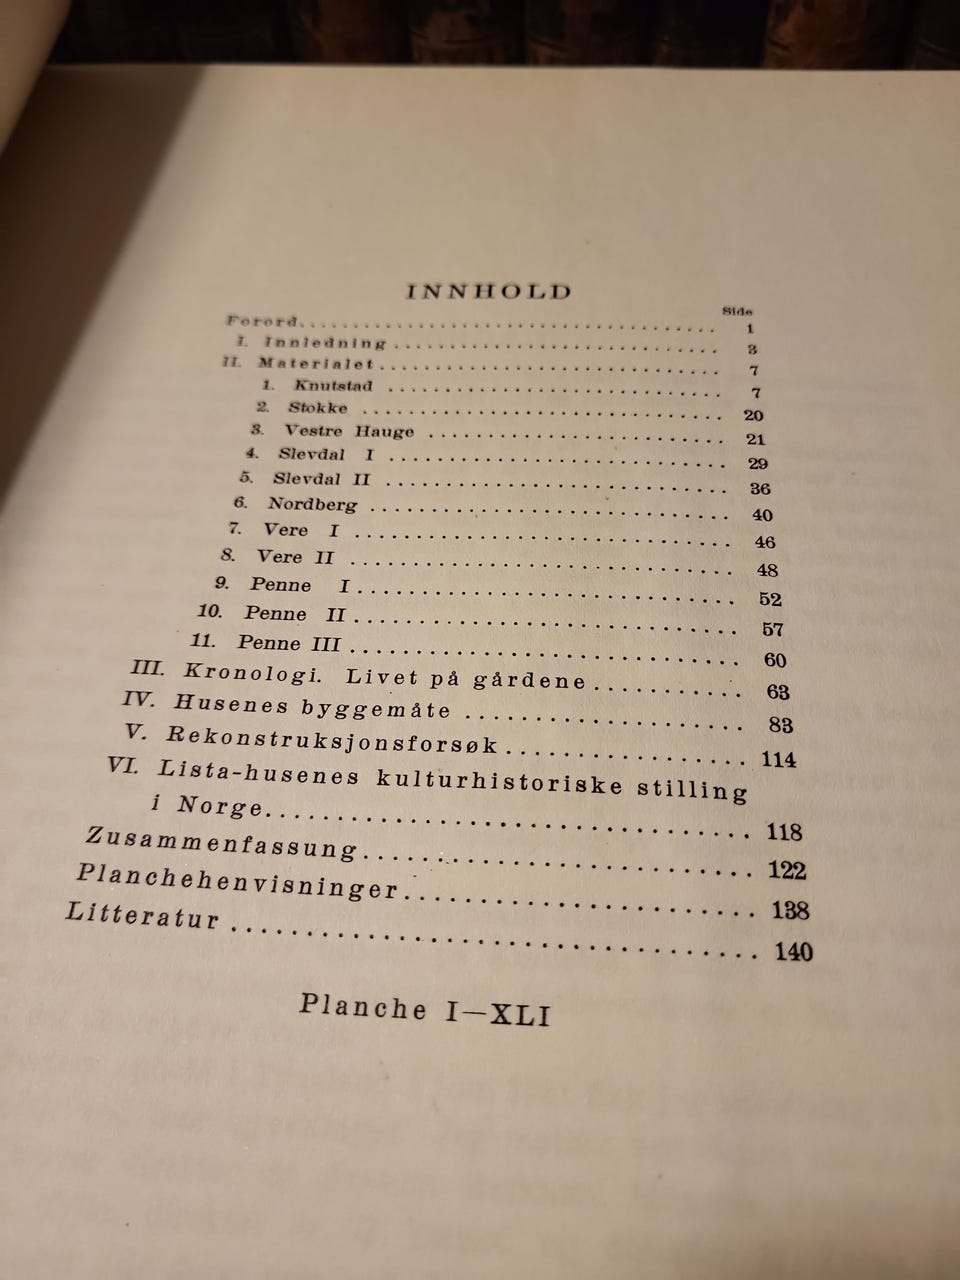 INNHOLD
Side
Forord. . . . . . . . . . . . . . . . . . . . . . . . . . . . . . . . . . . 1
I. Innledning . . . . . . . . . . . . . . . . . . . . . . . . . . . 3
II. Materialet . . . . . . . . . . . . . . . . . . . . . . . . . . . 7
1. Knutstad . . . . . . . . . . . . . . . . . . . . . . . . . . . 7
2. Stokke . . . . . . . . . . . . . . . . . . . . . . . . . . . . . 20
3. Vestre Hauge . . . . . . . . . . . . . . . . . . . . . . . . 21
4. Slevdal I . . . . . . . . . . . . . . . . . . . . . . . . . . . 29
5. Slevdal II . . . . . . . . . . . . . . . . . . . . . . . . . . . 36
6. Nordberg . . . . . . . . . . . . . . . . . . . . . . . . . . . 40
7. Vere I . . . . . . . . . . . . . . . . . . . . . . . . . . . . . 46
8. Vere II . . . . . . . . . . . . . . . . . . . . . . . . . . . . 48
9. Penne I . . . . . . . . . . . . . . . . . . . . . . . . . . . . 52
10. Penne II . . . . . . . . . . . . . . . . . . . . . . . . . . . 57
11. Penne III . . . . . . . . . . . . . . . . . . . . . . . . . . 60
III. Kronologi. Livet på gårdene . . . . . . . . . . . 63
IV. Husenes byggemåte . . . . . . . . . . . . . . . . . . . 83
V. Rekonstruksjonsforsøk . . . . . . . . . . . . . . . . 114
VI. Lista-husenes kulturhistoriske stilling
i Norge. . . . . . . . . . . . . . . . . . . . . . . . . . . . 118
Zusammenfassung . . . . . . . . . . . . . . . . . . . . . . 122
Planchehenvisninger . . . . . . . . . . . . . . . . . . . . 138
Litteratur . . . . . . . . . . . . . . . . . . . . . . . . . . . . 140
Planche I—XLI